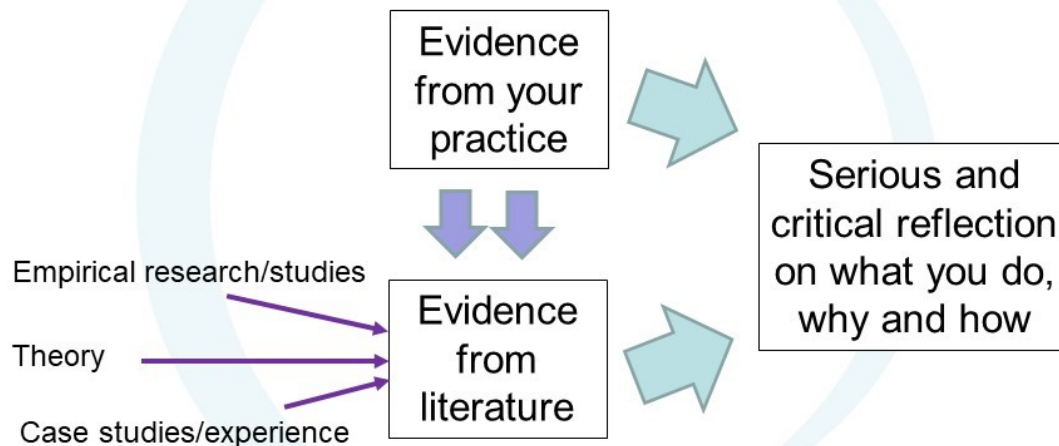 Evidence
from your
practice
Serious and
critical reflection
on what you do,
why and how
Empirical research/studies
Theory
Case studies/experience
Evidence
from
literature